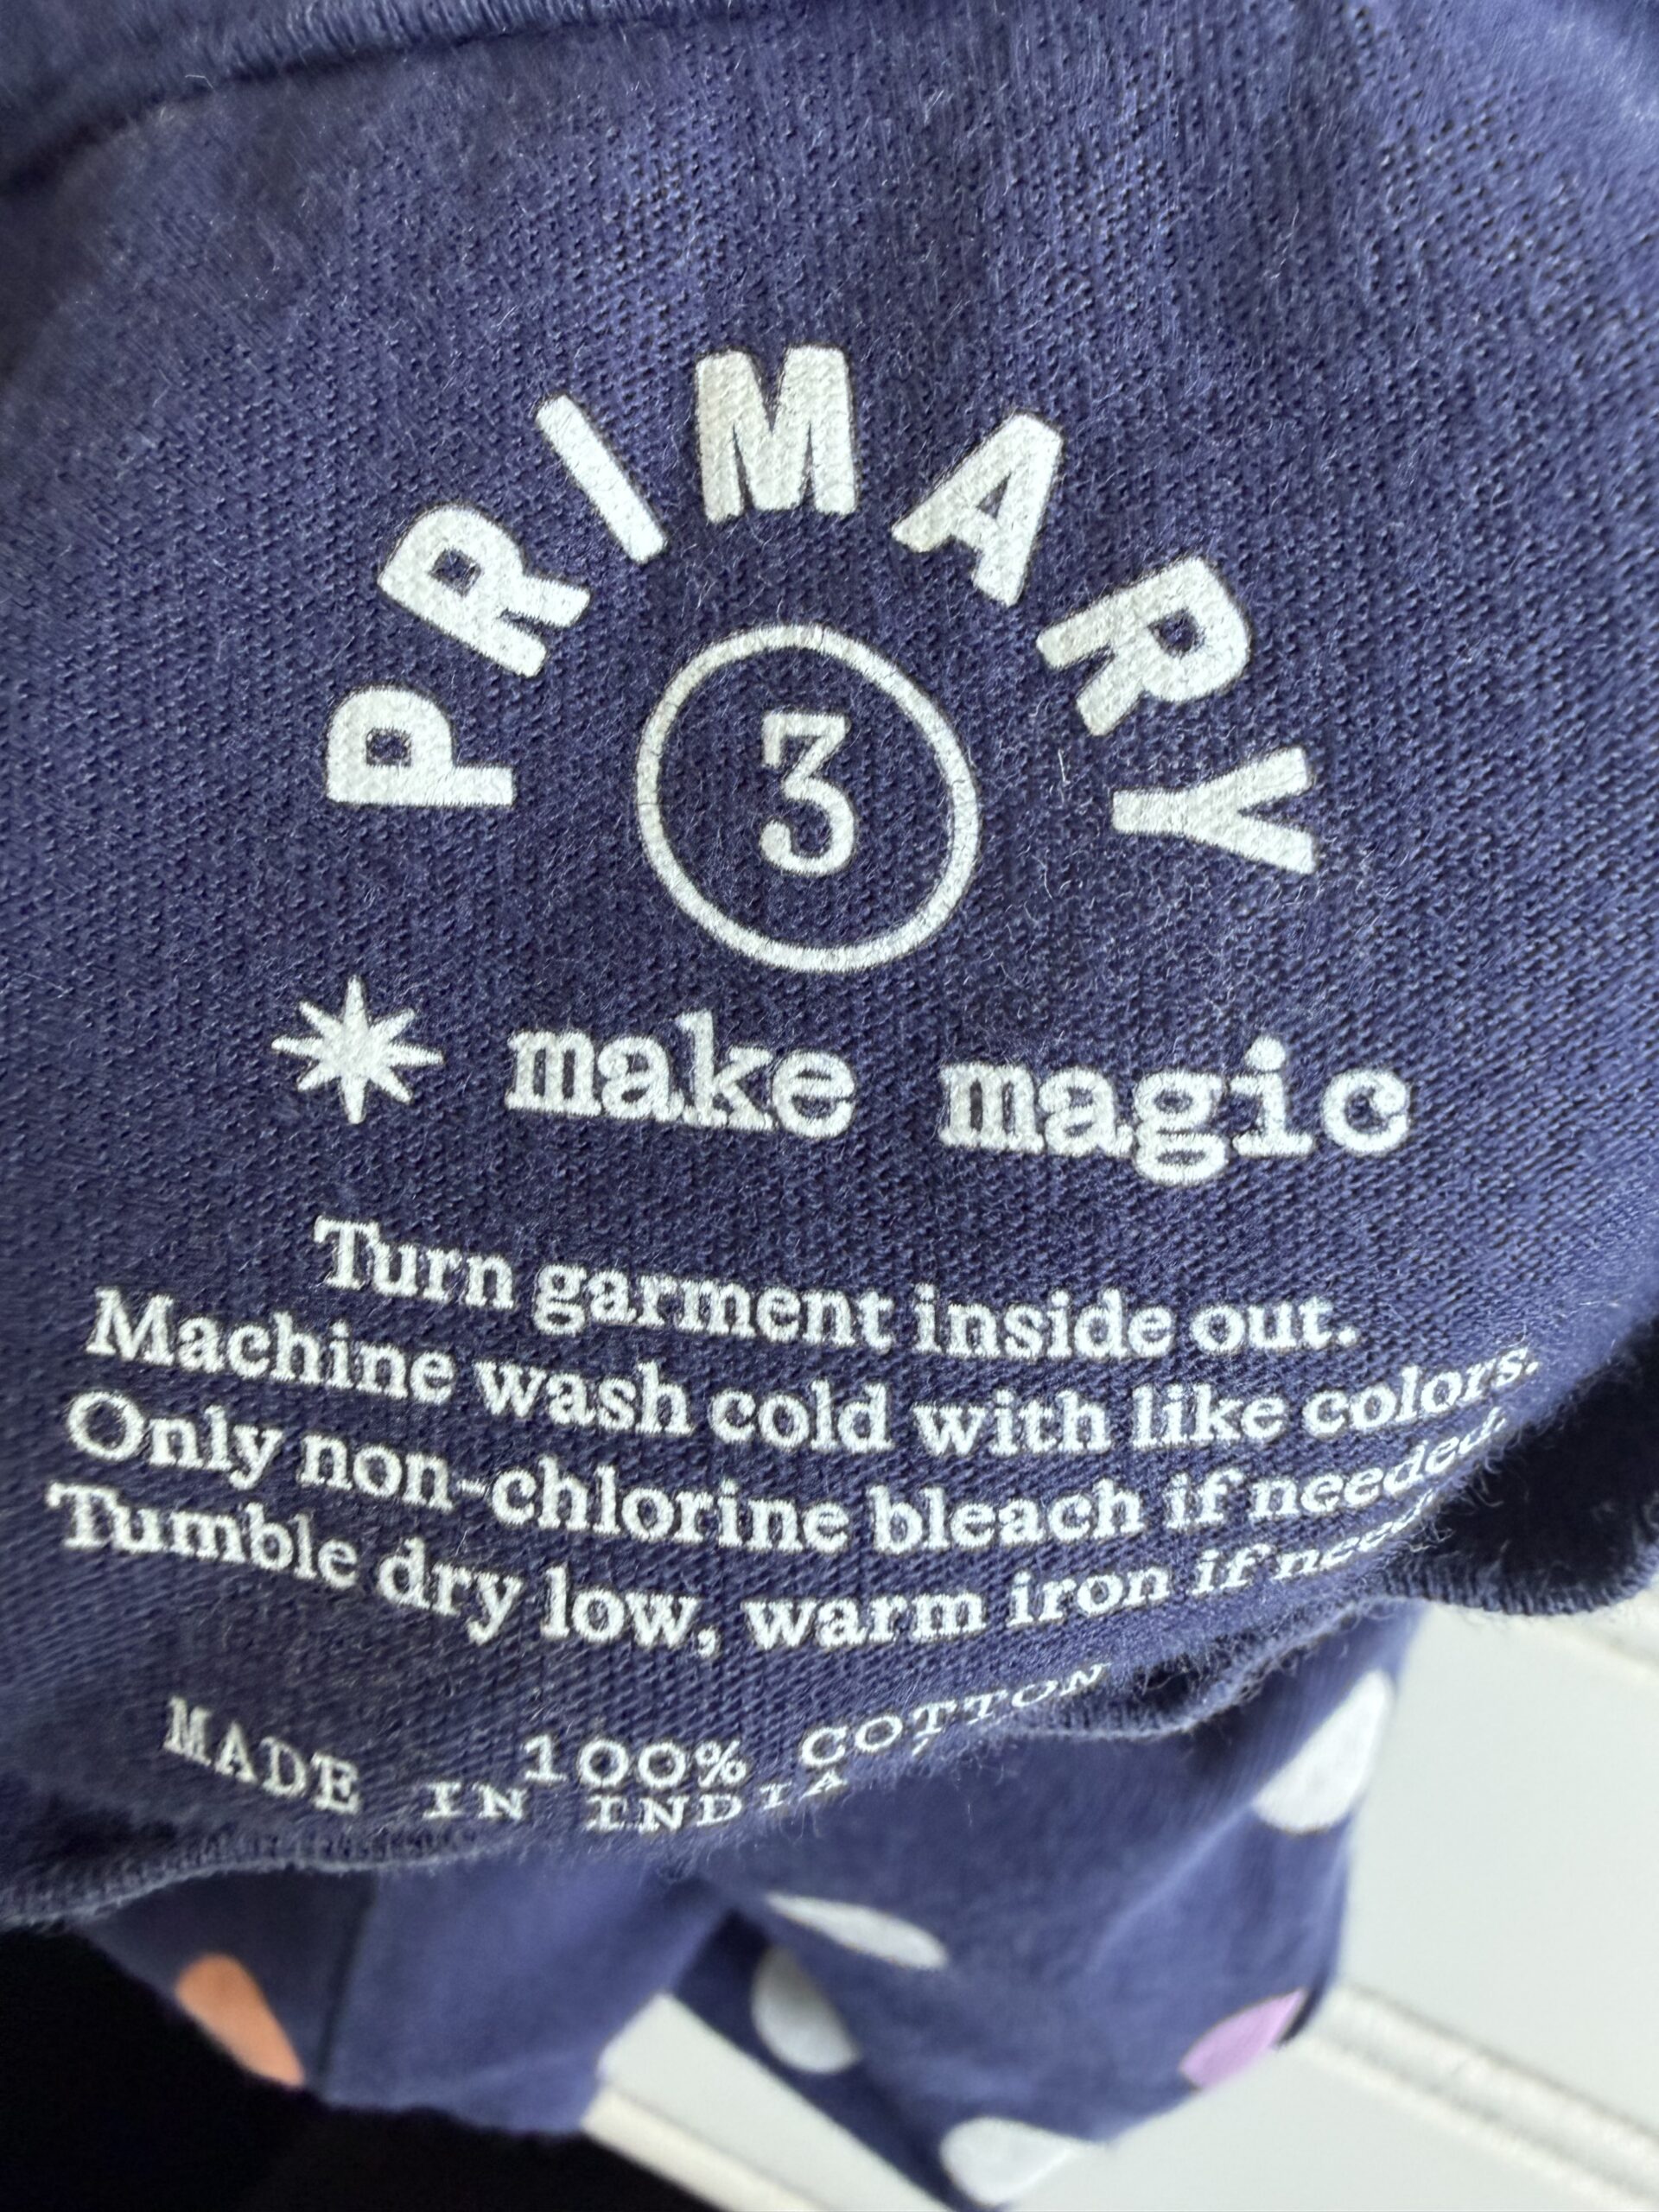 PRIMARY
3
make magic
Turn garment inside out.
Machine wash cold with like colors.
Only non-chlorine bleach if needed.
Tumble dry low, warm iron if
100% COTTON
MADE IN INDIA